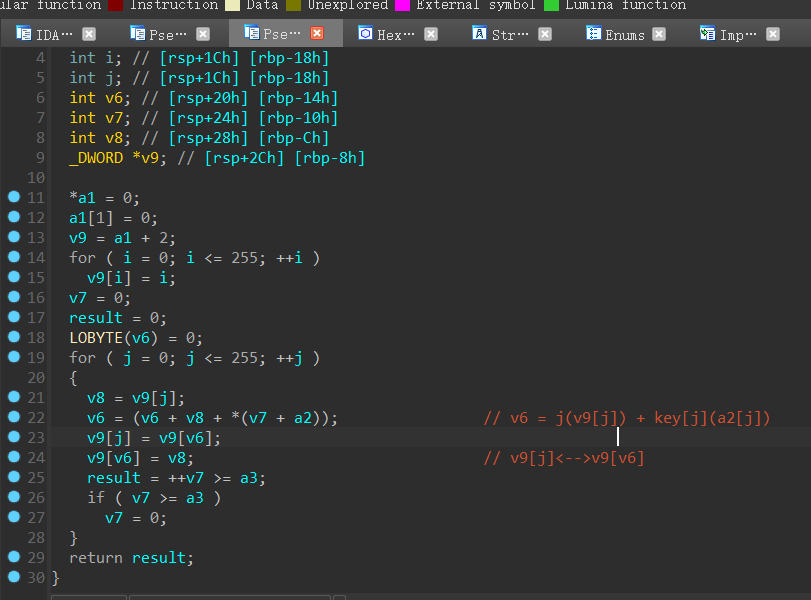 ular function Instruction Data Unexplored External symbol Lumina function
IDA… Pse… Pse… Hex… Str… Enums Imp…
4 int i; // [rsp+1Ch] [rbp-18h]
5 int j; // [rsp+1Ch] [rbp-18h]
6 int v6; // [rsp+20h] [rbp-14h]
7 int v7; // [rsp+24h] [rbp-10h]
8 int v8; // [rsp+28h] [rbp-Ch]
9 _DWORD *v9; // [rsp+2Ch] [rbp-8h]
10
11 *a1 = 0;
12 a1[1] = 0;
13 v9 = a1 + 2;
14 for ( i = 0; i <= 255; ++i )
15 v9[i] = i;
16 v7 = 0;
17 result = 0;
18 LOBYTE(v6) = 0;
19 for ( j = 0; j <= 255; ++j )
20 {
21 v8 = v9[j];
22 v6 = (v6 + v8 + *(v7 + a2)); // v6 = j(v9[j]) + key[j](a2[j])
23 v9[j] = v9[v6];
24 v9[v6] = v8; // v9[j]<-->v9[v6]
25 result = ++v7 >= a3;
26 if ( v7 >= a3 )
27 v7 = 0;
28 }
29 return result;
30 }